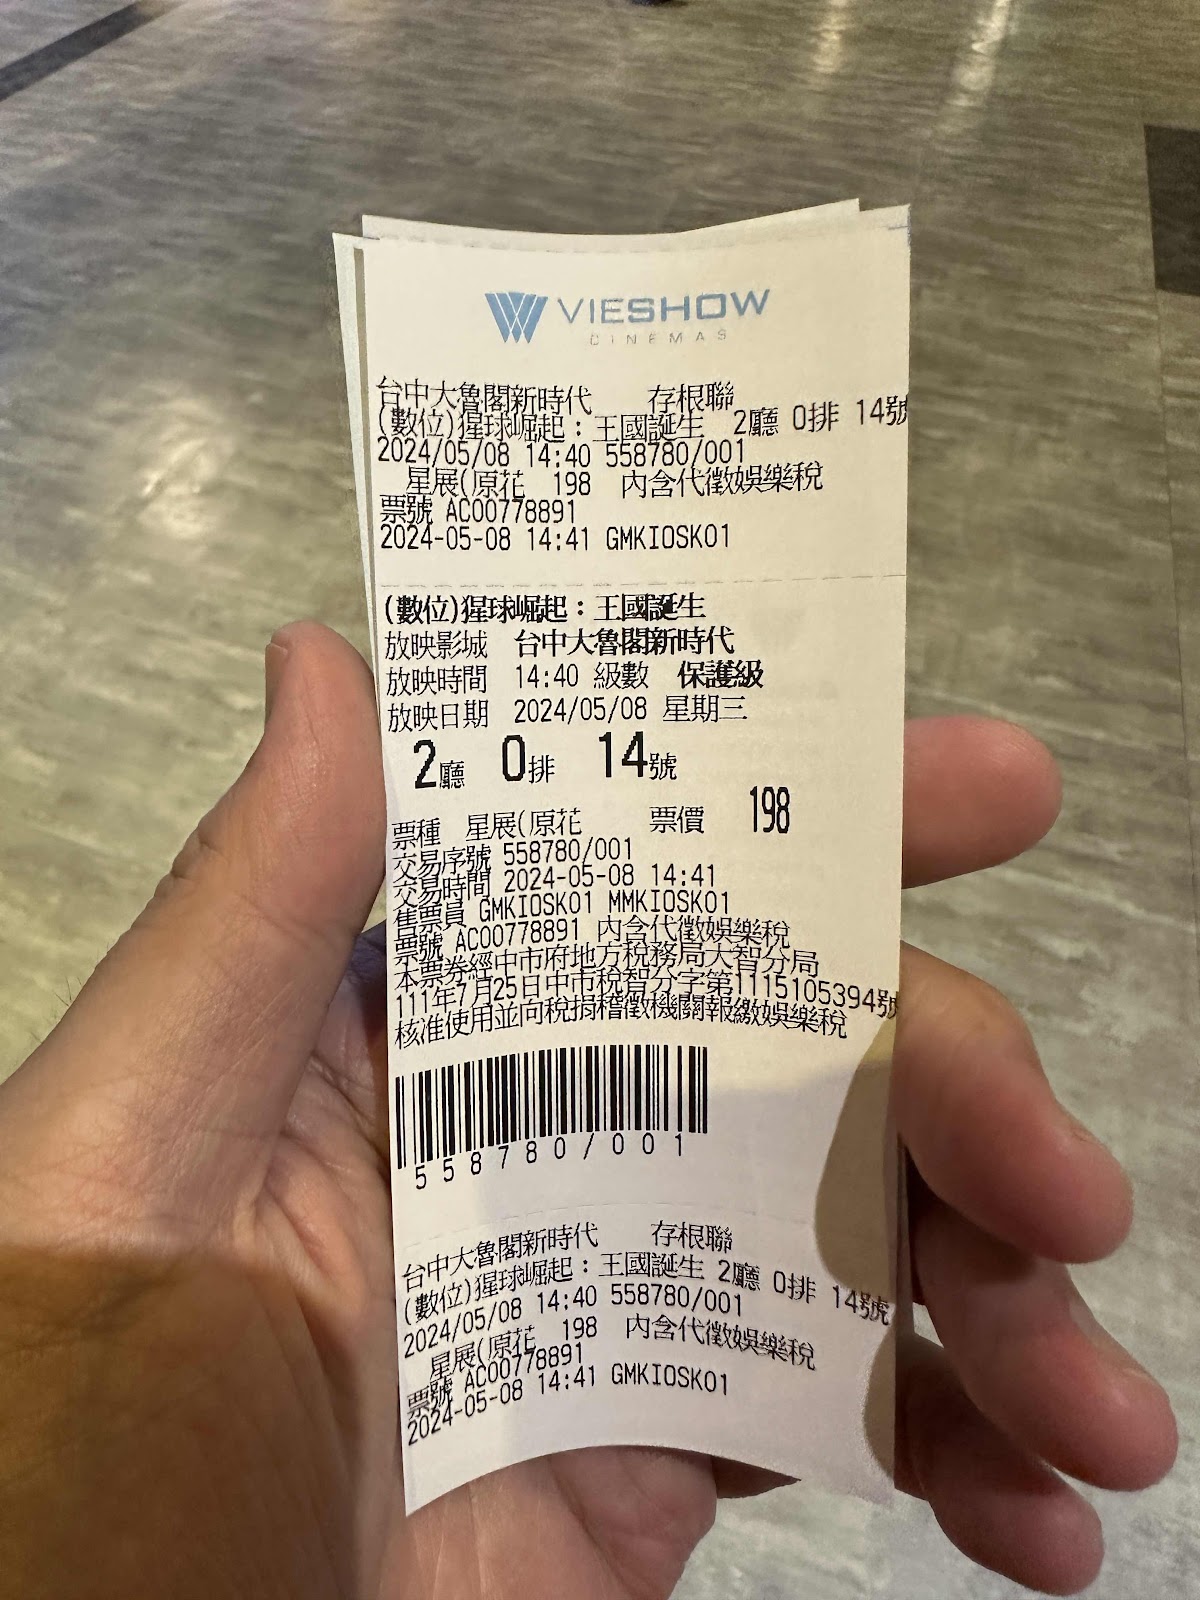 VIESHOW
CINEMAS
台中大魯閣新時代 存根聯
(數位)猩球崛起：王國誕生 2廳 O排 14號
2024/05/08 14:40 558780/001
星展(原花 198 內含代徵娛樂稅
票號 AC00778891
2024-05-08 14:41 GMKIOSK01
(數位)猩球崛起：王國誕生
放映影城 台中大魯閣新時代
放映時間 14:40 級數 保護級
放映日期 2024/05/08 星期三
2廳 O排 14號
票種 星展(原花 票價 198
交易序號 558780/001
交易時間 2024-05-08 14:41
售票員 GMKIOSK01 MMKIOSK01
票號 AC00778891 內含代徵娛樂稅
本票券經中市府地方稅務局大智分局
111年7月25日中市稅智分字第1115105394號
核准使用並向稅捐稽徵機關報繳娛樂稅
558780/001
台中大魯閣新時代 存根聯
(數位)猩球崛起：王國誕生 2廳 O排 14號
2024/05/08 14:40 558780/001
星展(原花 198 內含代徵娛樂稅
票號 AC00778891
2024-05-08 14:41 GMKIOSK01